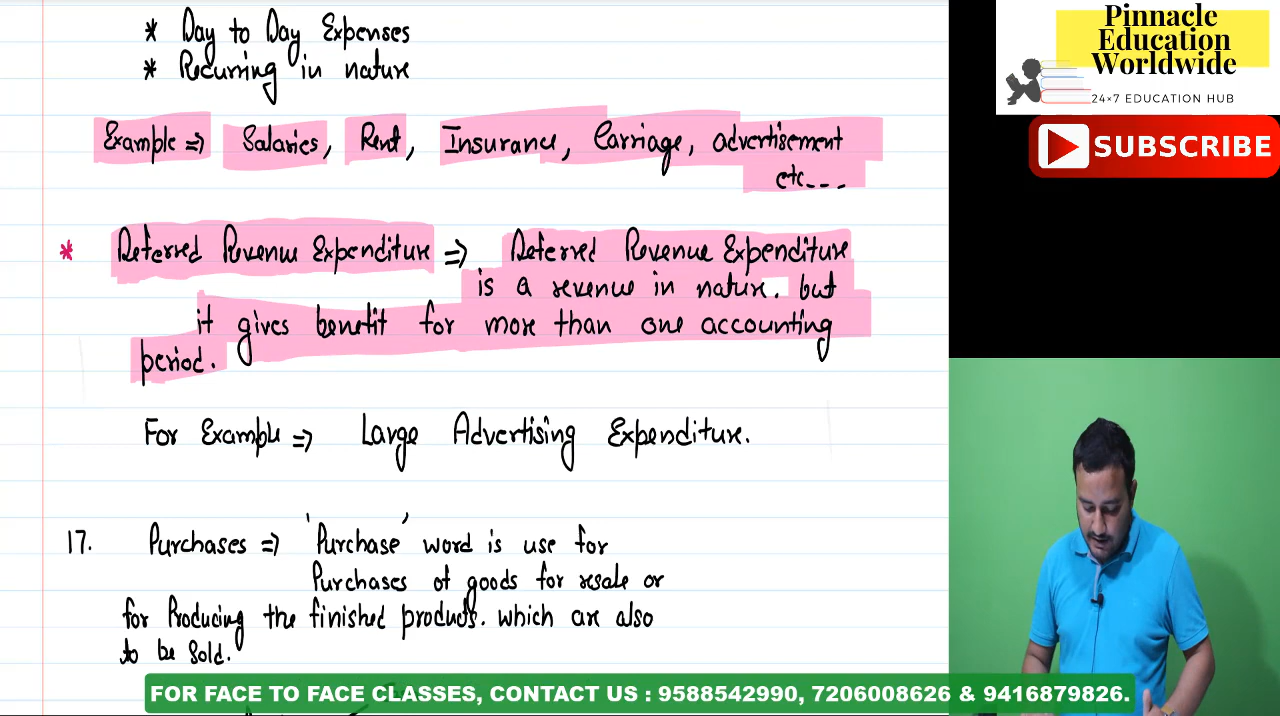 * Day to Day Expenses
* Recurring in nature
Example ⇒ Salaries, Rent, Insurance, Carriage, advertisement
etc---
* Deferred Revenue Expenditure ⇒ Deferred Revenue Expenditure
is a revenue in nature. but
it gives benefit for more than one accounting
period.
For Example ⇒ Large Advertising Expenditure.
17. Purchases ⇒ 'Purchase' word is use for
Purchases of goods for resale or
for Producing the finished products. which are also
to be sold.
Pinnacle
Education
Worldwide
24×7 EDUCATION HUB
SUBSCRIBE
FOR FACE TO FACE CLASSES, CONTACT US : 9588542990, 7206008626 & 9416879826.